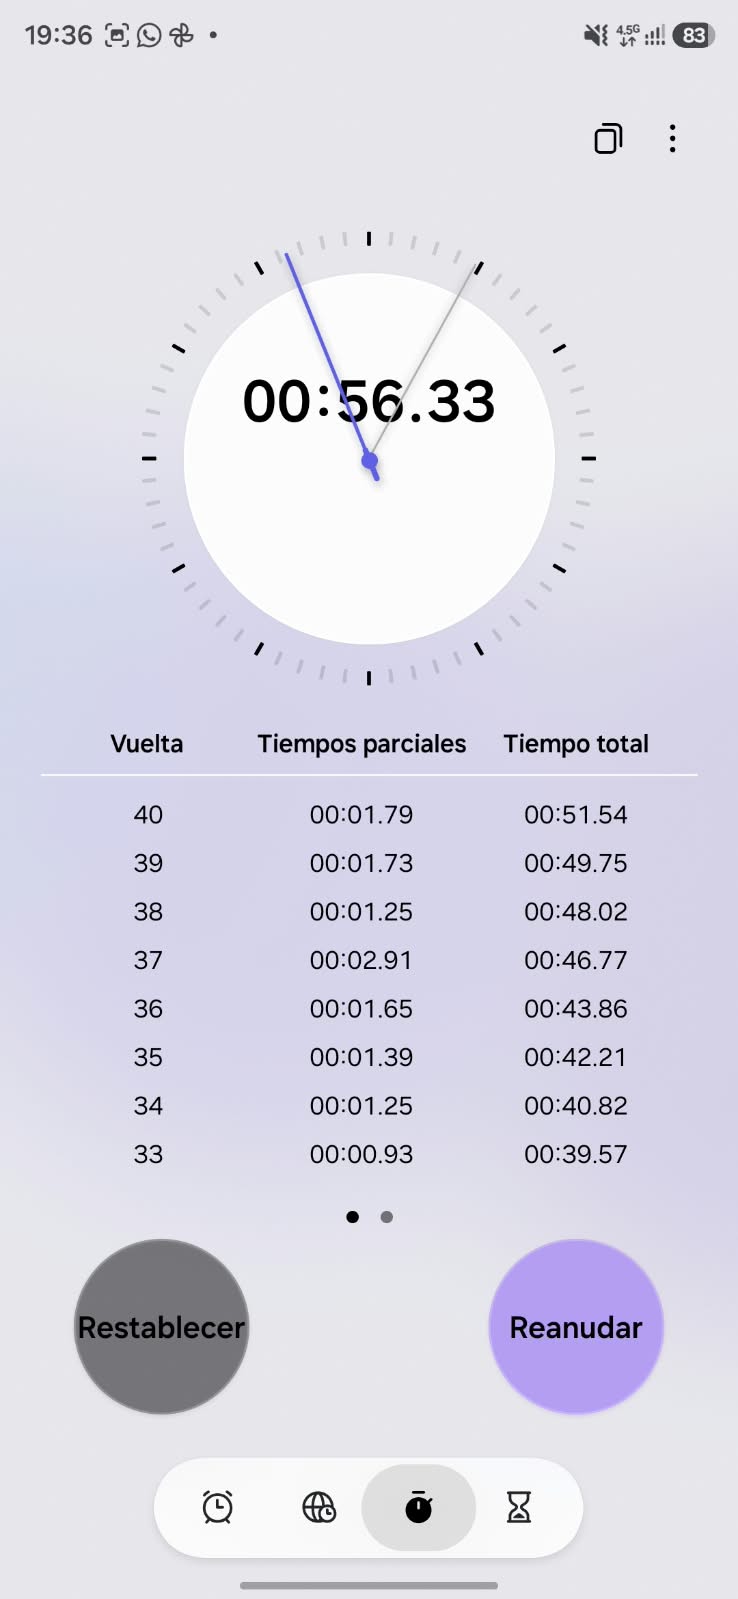 19:36 4.5G 83
00:56.33
Vuelta Tiempos parciales Tiempo total
40 00:01.79 00:51.54
39 00:01.73 00:49.75
38 00:01.25 00:48.02
37 00:02.91 00:46.77
36 00:01.65 00:43.86
35 00:01.39 00:42.21
34 00:01.25 00:40.82
33 00:00.93 00:39.57
Restablecer Reanudar